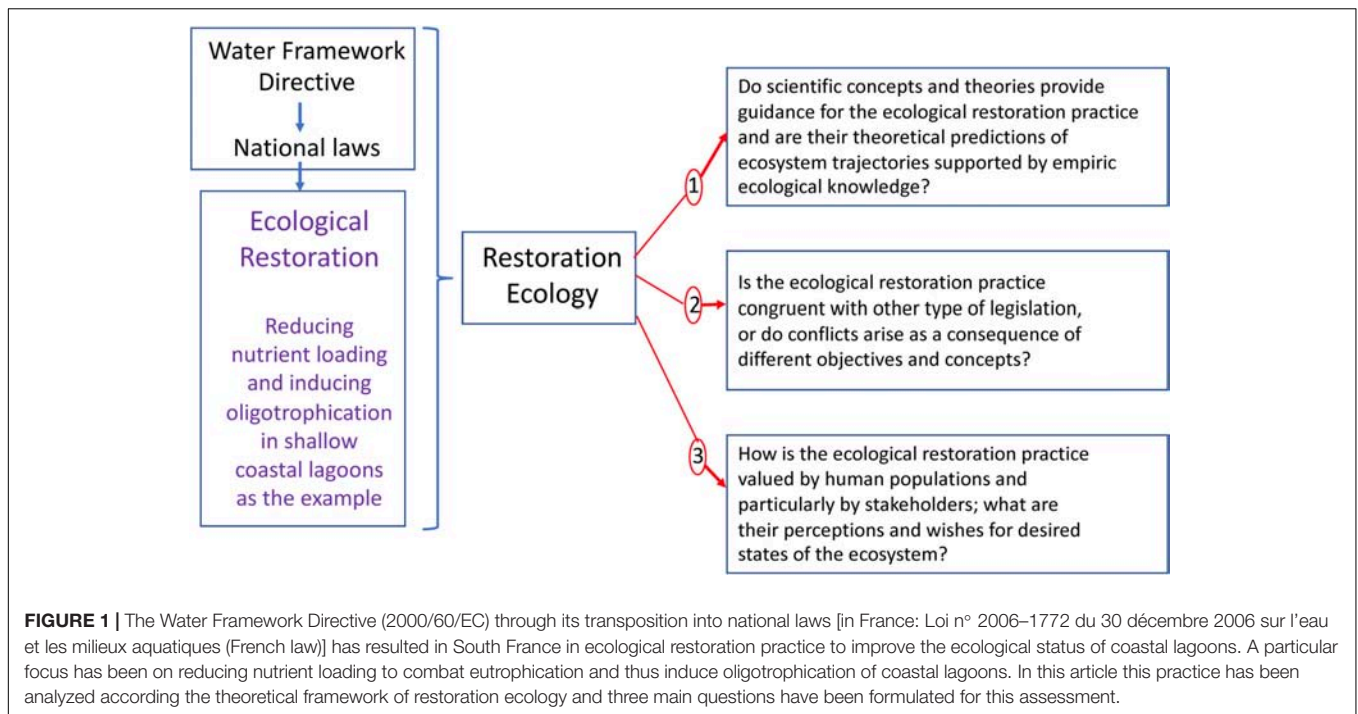 Water Framework
Directive
National laws
Ecological
Restoration
Reducing
nutrient loading
and inducing
oligotrophication
in shallow
coastal lagoons
as the example
Restoration
Ecology
1
Do scientific concepts and theories provide
guidance for the ecological restoration practice
and are their theoretical predictions of
ecosystem trajectories supported by empiric
ecological knowledge?
2
Is the ecological restoration practice
congruent with other type of legislation,
or do conflicts arise as a consequence of
different objectives and concepts?
3
How is the ecological restoration practice
valued by human populations and
particularly by stakeholders; what are
their perceptions and wishes for desired
states of the ecosystem?
FIGURE 1 | The Water Framework Directive (2000/60/EC) through its transposition into national laws [in France: Loi n° 2006–1772 du 30 décembre 2006 sur l'eau
et les milieux aquatiques (French law)] has resulted in South France in ecological restoration practice to improve the ecological status of coastal lagoons. A particular
focus has been on reducing nutrient loading to combat eutrophication and thus induce oligotrophication of coastal lagoons. In this article this practice has been
analyzed according the theoretical framework of restoration ecology and three main questions have been formulated for this assessment.